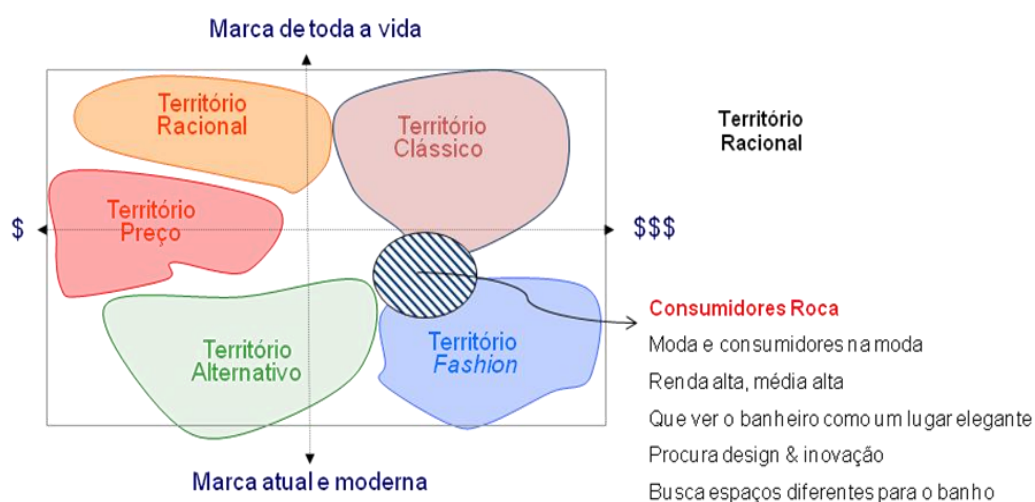 Marca de toda a vida
Território
Racional
Território
Clássico
Território
Racional
Território
Preço
$
$$$
Território
Alternativo
Território
Fashion
Consumidores Roca
Moda e consumidores na moda
Renda alta, média alta
Que ver o banheiro como um lugar elegante
Procura design & inovação
Busca espaços diferentes para o banho
Marca atual e moderna